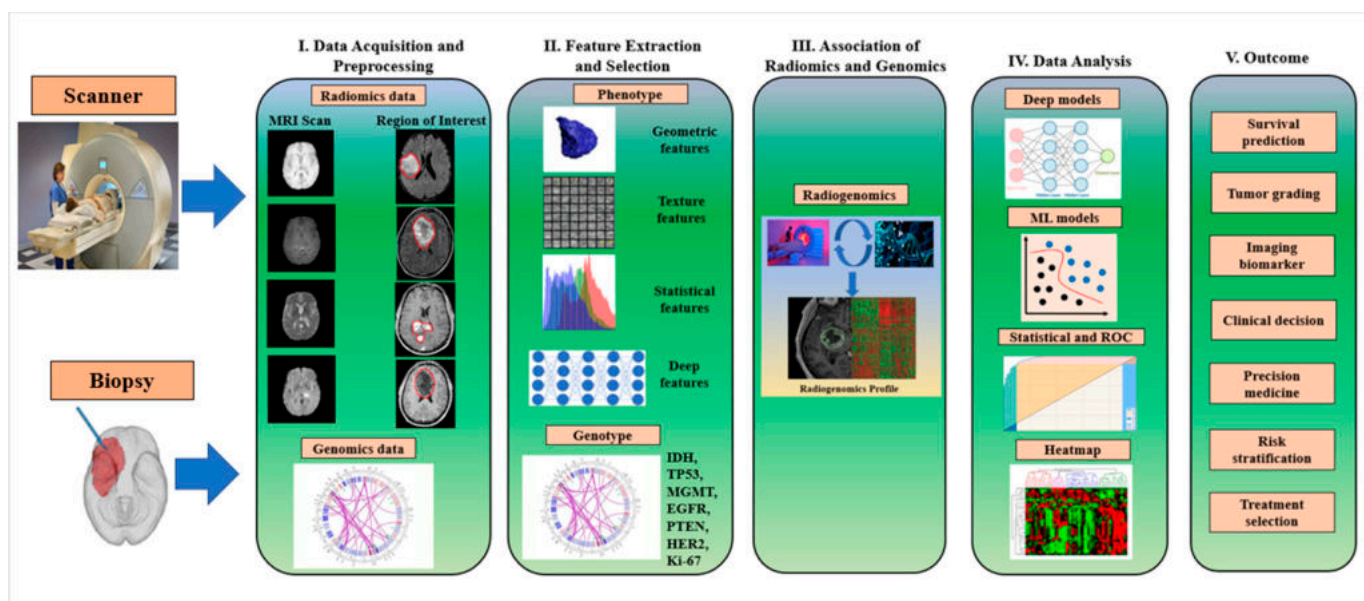 Scanner
Biopsy
I. Data Acquisition and
Preprocessing
Radiomics data
MRI Scan
Region of Interest
Genomics data
II. Feature Extraction
and Selection
Phenotype
Geometric
features
Texture
features
Statistical
features
Deep
features
Genotype
IDH,
TP53,
MGMT,
EGFR,
PTEN,
HER2,
Ki-67
III. Association of
Radiomics and Genomics
Radiogenomics
Radiogenomics Profile
IV. Data Analysis
Deep models
ML models
Statistical and ROC
Heatmap
V. Outcome
Survival
prediction
Tumor grading
Imaging
biomarker
Clinical decision
Precision
medicine
Risk
stratification
Treatment
selection